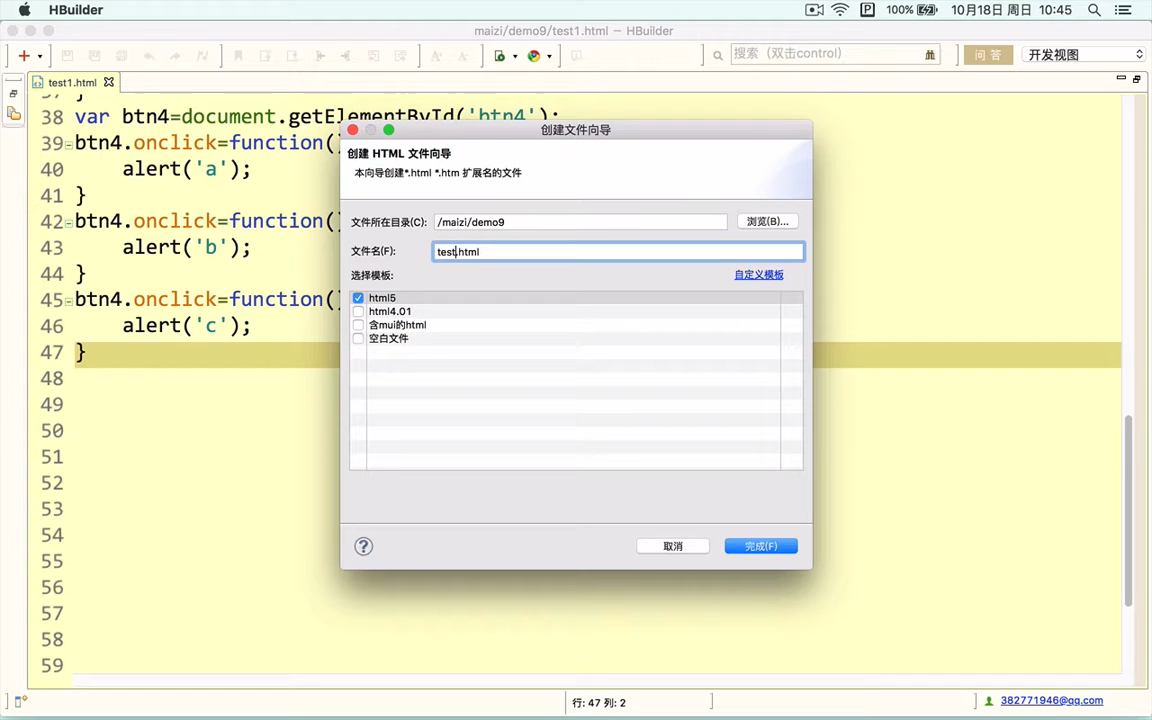 HBuilder
100%
10月18日 周日 10:45
maizi/demo9/test1.html — HBuilder
搜索（双击control）
问 答
开发视图
test1.html
38 var btn4=document.getElementById('btn4');
39 btn4.onclick=function()
40 alert('a');
41 }
42 btn4.onclick=function()
43 alert('b');
44 }
45 btn4.onclick=function()
46 alert('c');
47 }
48
49
50
51
52
53
54
55
56
57
58
59
创建文件向导
创建 HTML 文件向导
本向导创建*.html *.htm 扩展名的文件
文件所在目录(C): /maizi/demo9 浏览(B)...
文件名(F): test.html
选择模板: 自定义模板
html5
html4.01
含mui的html
空白文件
?
取消 完成(F)
行: 47 列: 2
382771946@qq.com